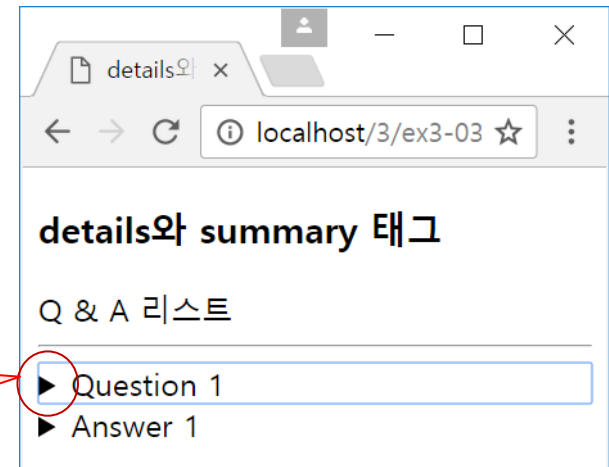 details와
localhost/3/ex3-03
details와 summary 태그
Q & A 리스트
Question 1
Answer 1